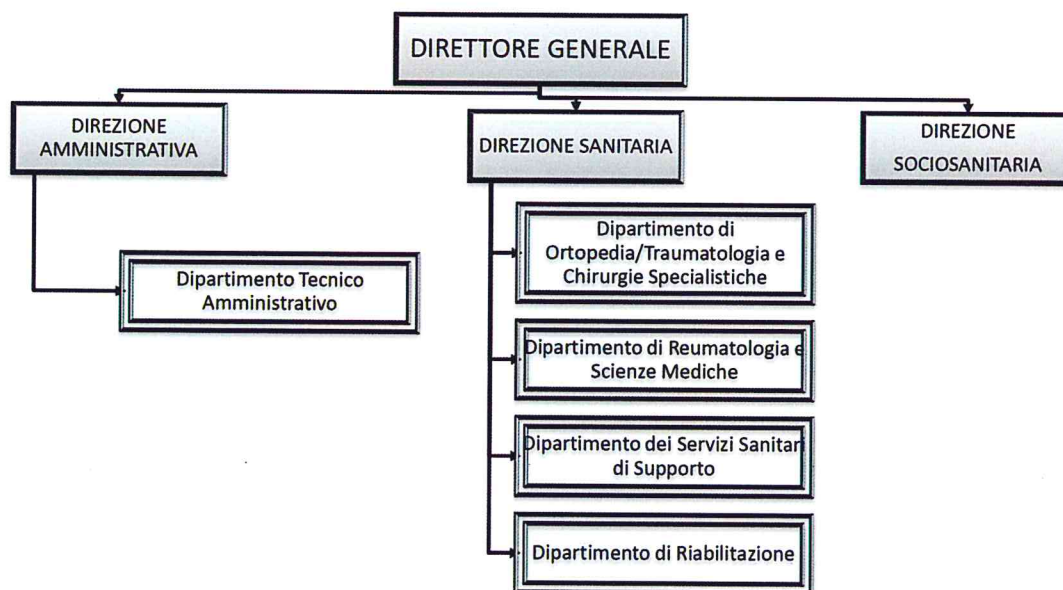 DIRETTORE GENERALE
DIREZIONE
AMMINISTRATIVA
DIREZIONE SANITARIA
DIREZIONE
SOCIOSANITARIA
Dipartimento Tecnico
Amministrativo
Dipartimento di
Ortopedia/Traumatologia e
Chirurgie Specialistiche
Dipartimento di Reumatologia e
Scienze Mediche
Dipartimento dei Servizi Sanitari
di Supporto
Dipartimento di Riabilitazione